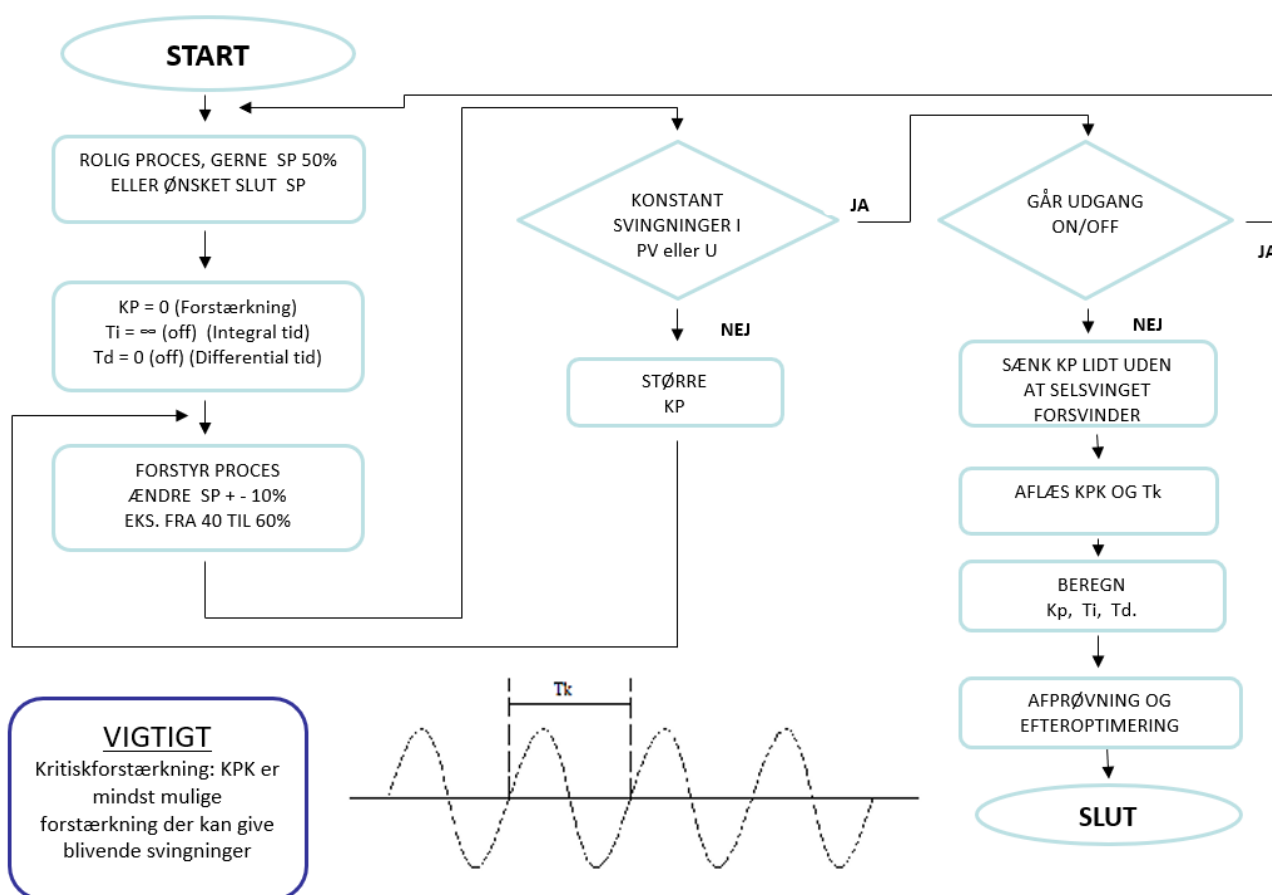 START
ROLIG PROCES, GERNE SP 50%
ELLER ØNSKET SLUT SP
KP = 0 (Forstærkning)
Ti = ∞ (off) (Integral tid)
Td = 0 (off) (Differential tid)
FORSTYR PROCES
ÆNDRE SP + - 10%
EKS. FRA 40 TIL 60%
KONSTANT
SVINGNINGER I
PV eller U
JA
NEJ
STØRRE
KP
GÅR UDGANG
ON/OFF
JA
NEJ
SÆNK KP LIDT UDEN
AT SELSVINGET
FORSVINDER
AFLÆS KPK OG Tk
BEREGN
Kp, Ti, Td.
AFPRØVNING OG
EFTEROPTIMERING
SLUT
VIGTIGT
Kritiskforstærkning: KPK er
mindst mulige
forstærkning der kan give
blivende svingninger
Tk